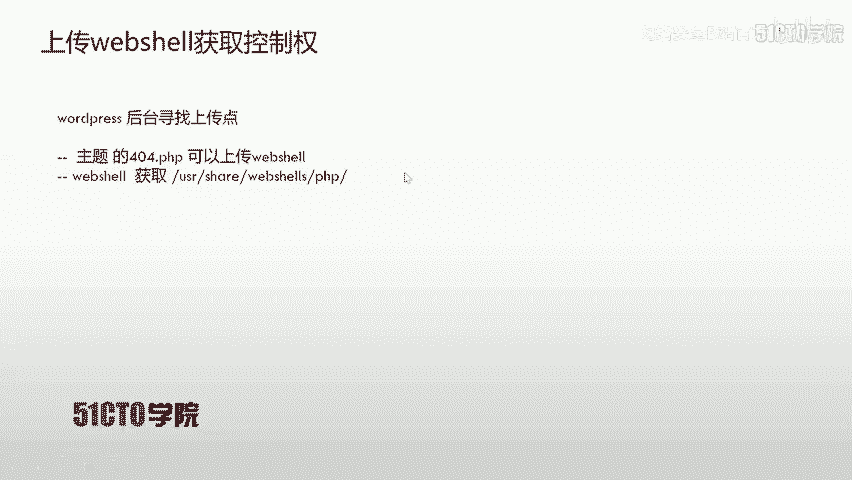 上传webshell获取控制权
51CTO学院
wordpress 后台寻找上传点
-- 主题 的404.php 可以上传webshell
-- webshell 获取 /usr/share/webshells/php/
51CTO学院